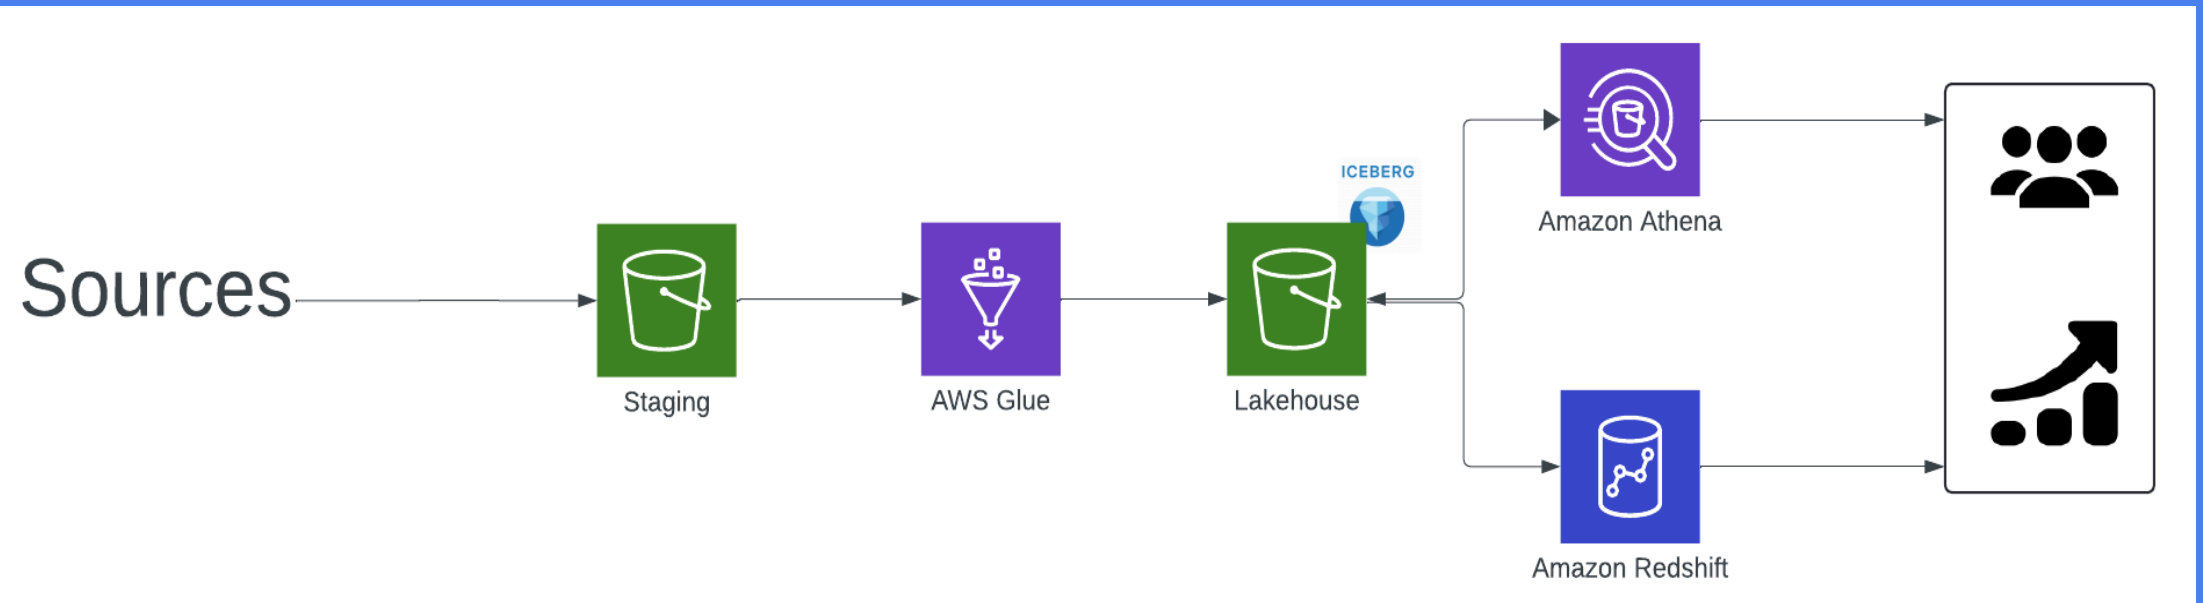 Sources
Staging
AWS Glue
ICEBERG
Lakehouse
Amazon Athena
Amazon Redshift